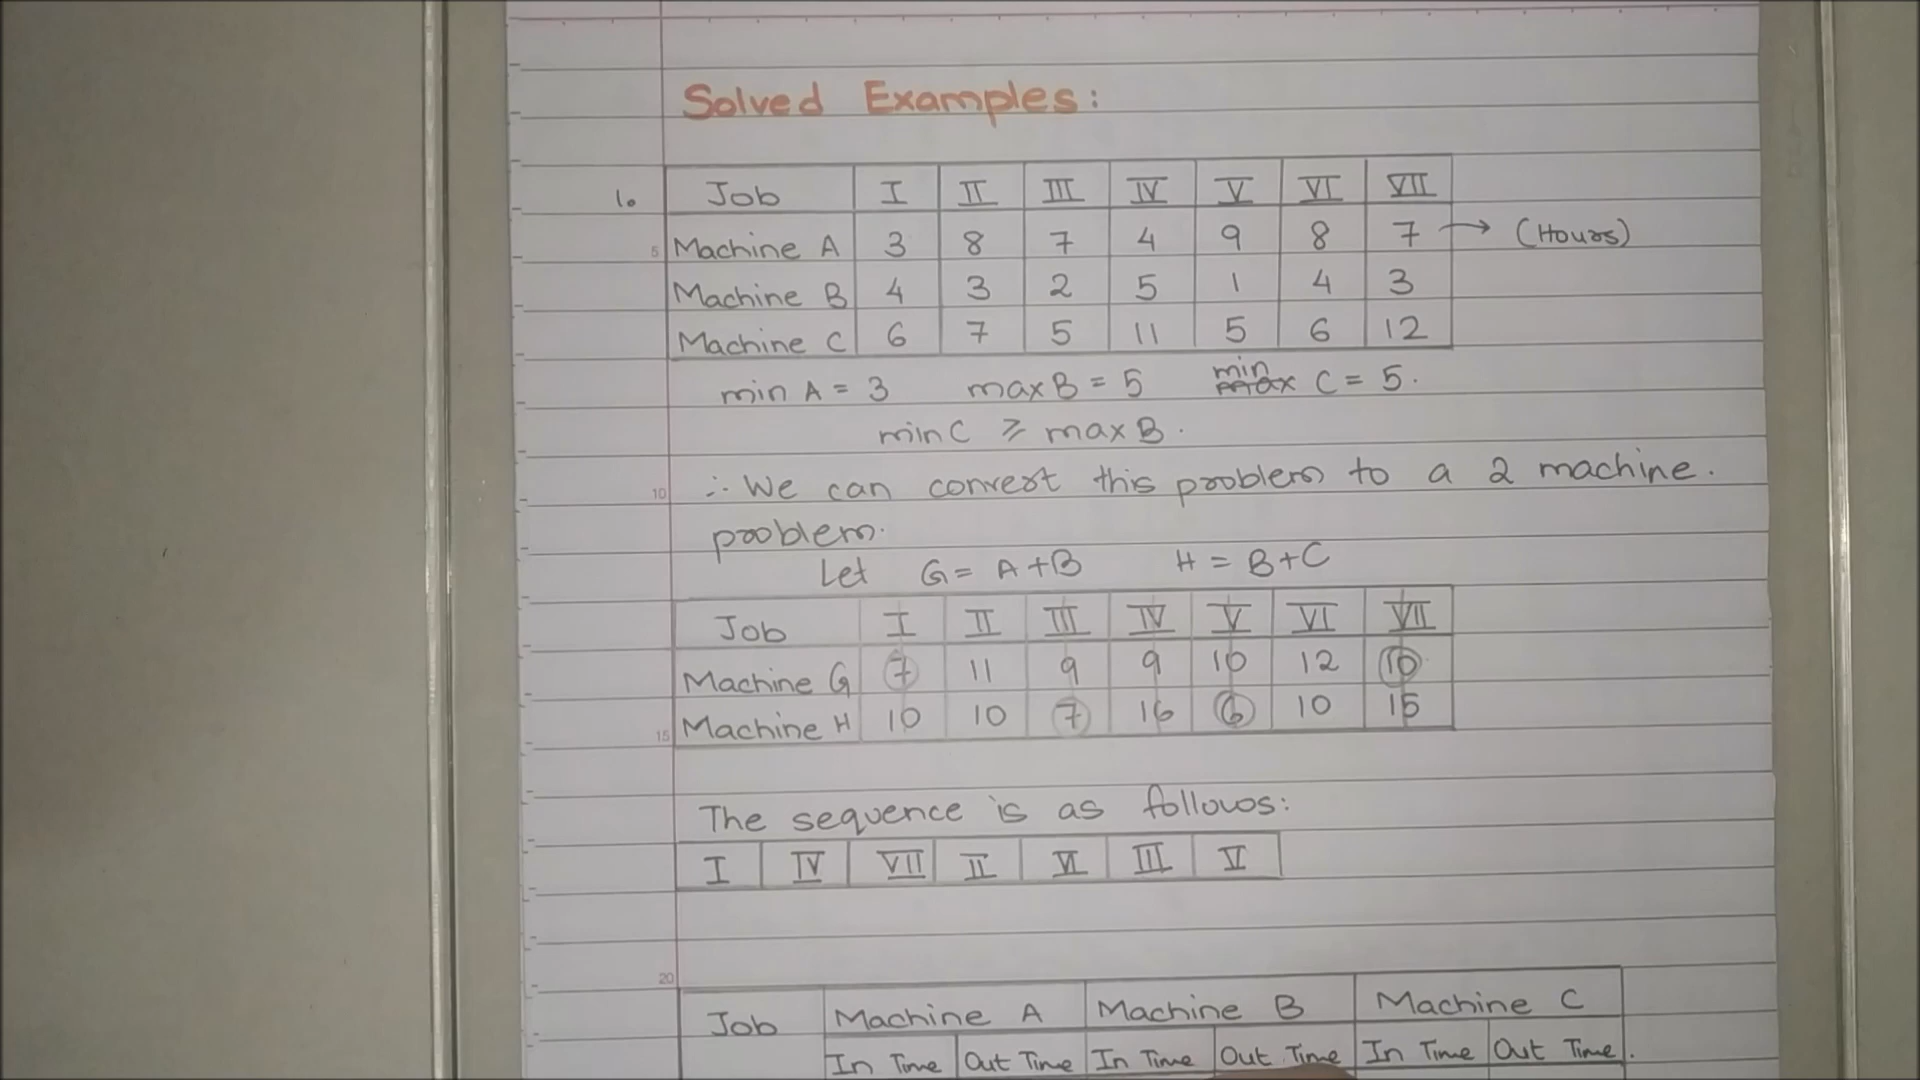 Solved Examples:
1. Job I II III IV V VI VII
5 Machine A 3 8 7 4 9 8 7 → (Hours)
Machine B 4 3 2 5 1 4 3
Machine C 6 7 5 11 5 6 12
min A = 3 max B = 5 min max C = 5.
min C ⩾ max B.
10 ∴ We can convert this problem to a 2 machine.
problem.
Let G = A+B H = B+C
Job I II III IV V VI VII
Machine G 7 11 9 9 10 12 10
15 Machine H 10 10 7 16 6 10 15
The sequence is as follows:
I IV VII II VI III V
20
Job Machine A Machine B Machine C
In Time Out Time In Time Out Time In Time Out Time.